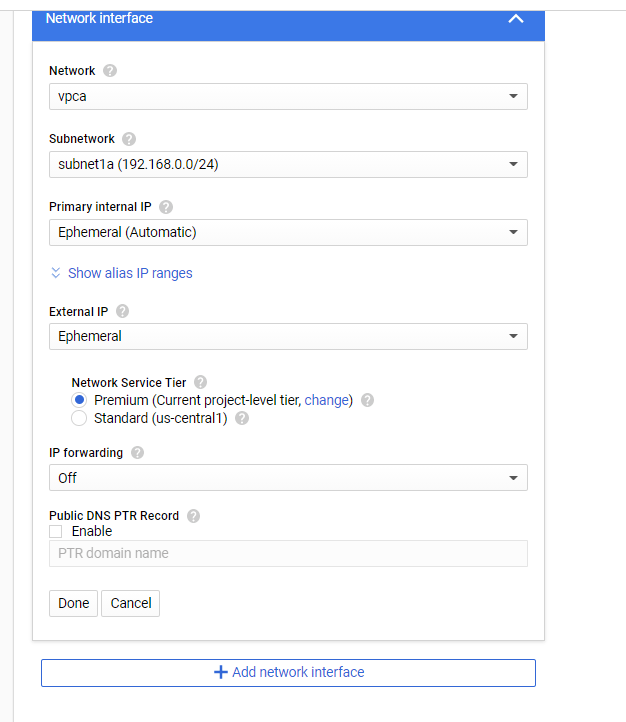 Network interface
Network
vpca
Subnetwork
subnet1a (192.168.0.0/24)
Primary internal IP
Ephemeral (Automatic)
Show alias IP ranges
External IP
Ephemeral
Network Service Tier
Premium (Current project-level tier, change)
Standard (us-central1)
IP forwarding
Off
Public DNS PTR Record
Enable
PTR domain name
Done Cancel
Add network interface